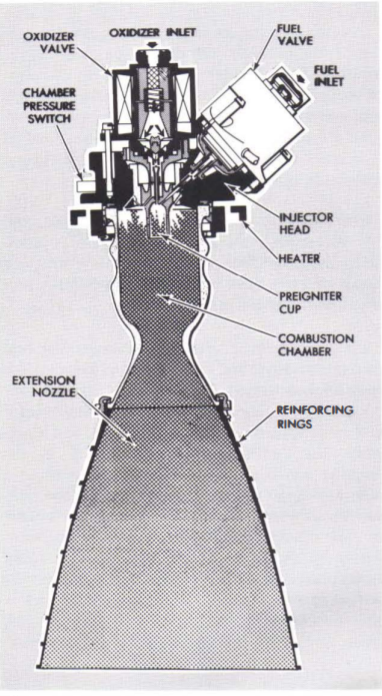 OXIDIZER
VALVE
OXIDIZER INLET
FUEL
VALVE
FUEL
INLET
CHAMBER
PRESSURE
SWITCH
INJECTOR
HEAD
HEATER
PREIGNITER
CUP
COMBUSTION
CHAMBER
EXTENSION
NOZZLE
REINFORCING
RINGS